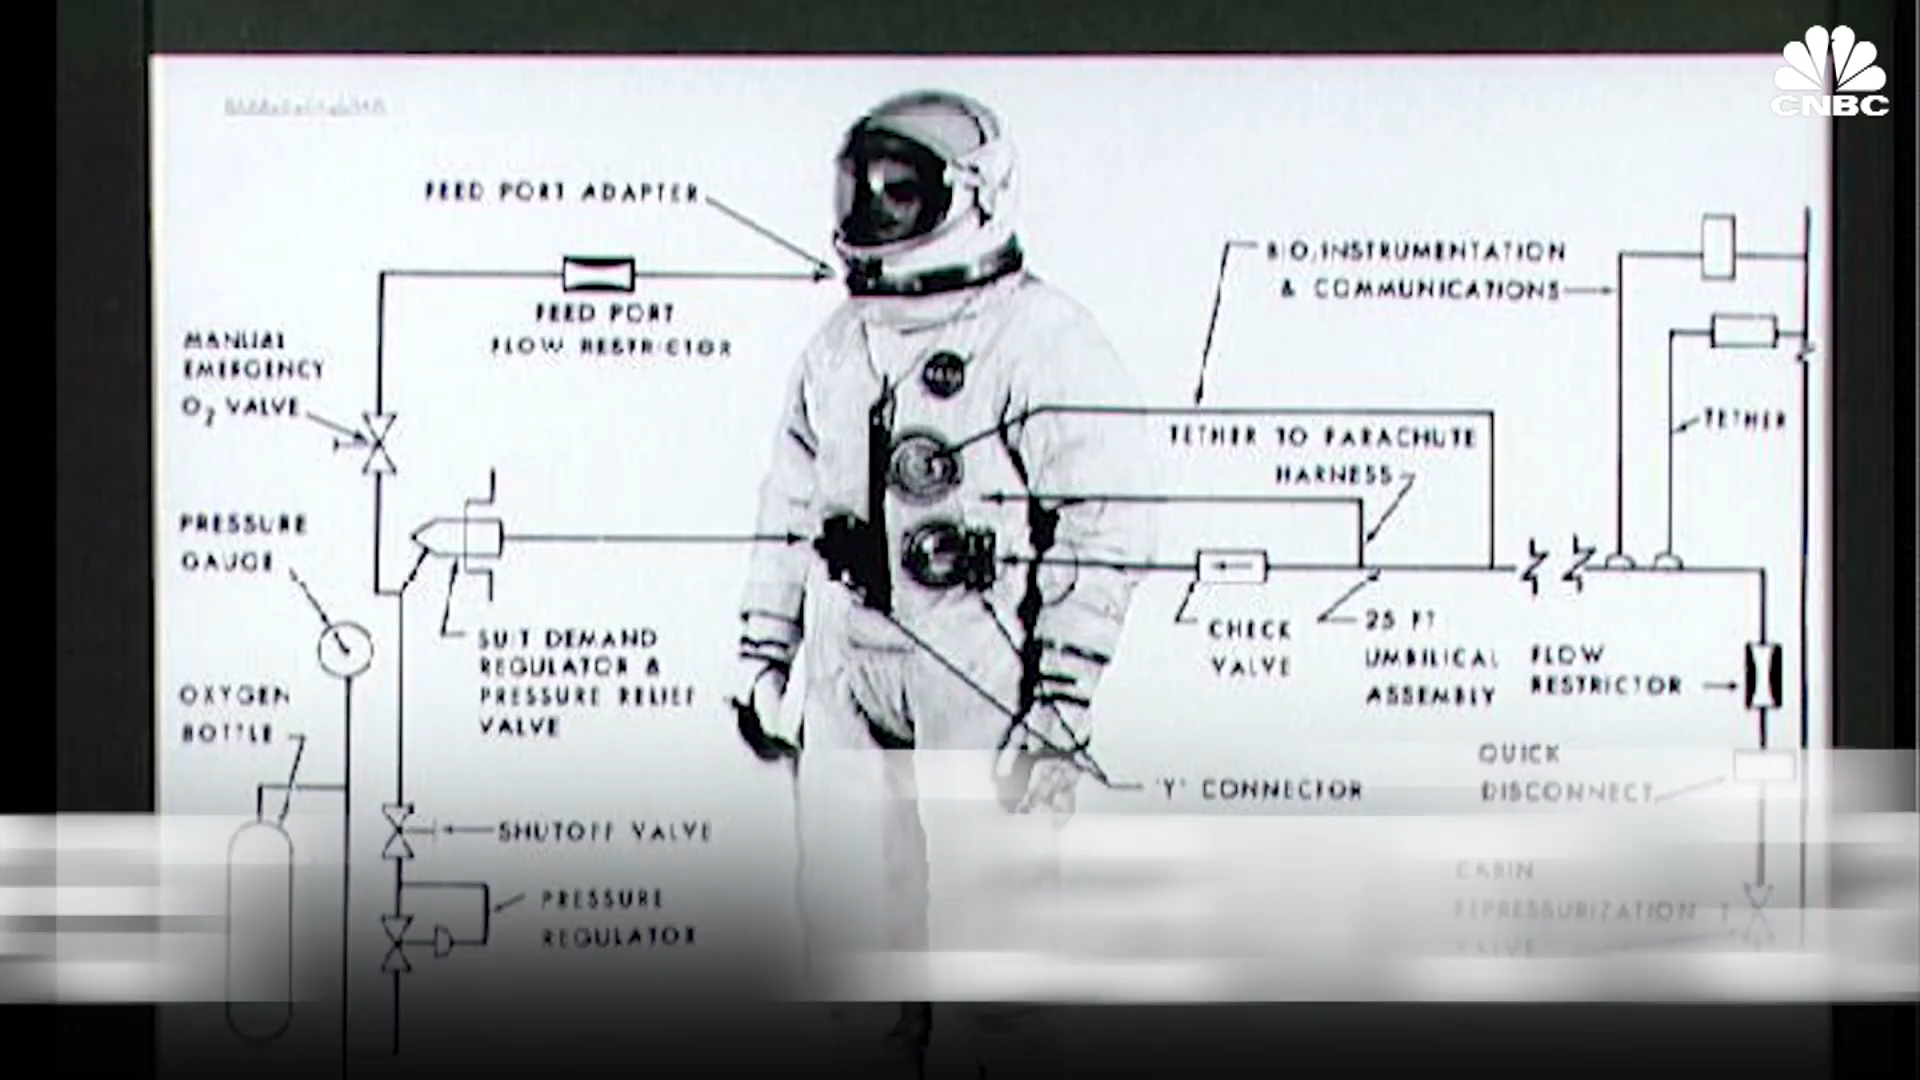 CNBC
FEED PORT ADAPTER
FEED PORT
FLOW RESTRICTOR
MANUAL
EMERGENCY
O₂ VALVE
BIO, INSTRUMENTATION
& COMMUNICATIONS
TETHER
NASA
TETHER TO PARACHUTE
HARNESS
PRESSURE
GAUGE
SUIT DEMAND
REGULATOR &
PRESSURE RELIEF
VALVE
CHECK
VALVE
25 FT
UMBILICAL
ASSEMBLY
FLOW
RESTRICTOR
OXYGEN
BOTTLE
'Y' CONNECTOR
QUICK
DISCONNECT
SHUTOFF VALVE
PRESSURE
REGULATOR
CABIN
REPRESSURIZATION
VALVE